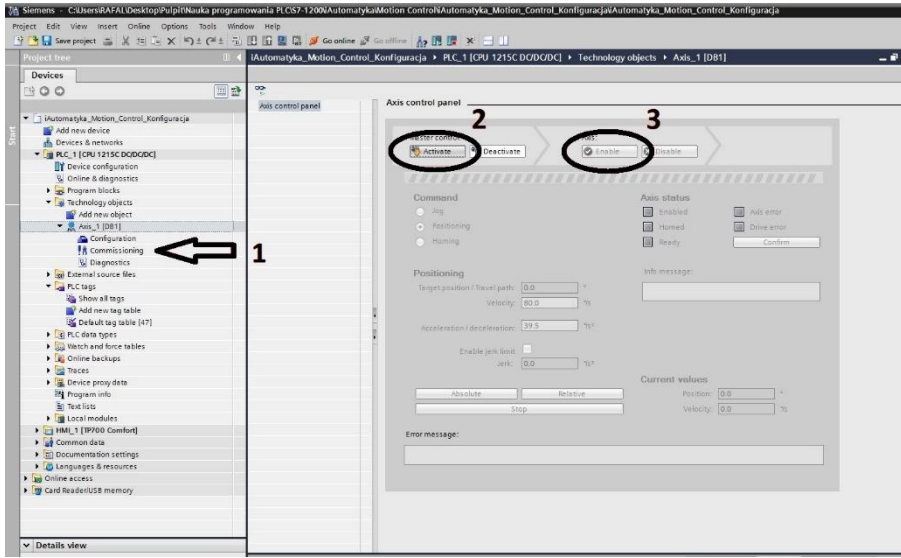 Siemens - C:\Users\RAFAL\Desktop\Pulpit\Nauka programowania PLC\S7-1200\Automatyka\Motion Control\Automatyka_Motion_Control_Konfiguracja\Automatyka_Motion_Control_Konfiguracja
Project Edit View Insert Online Options Tools Window Help
Save project Go online Go offline
Project tree
iAutomatyka_Motion_Control_Konfiguracja ▸ PLC_1 [CPU 1215C DC/DC/DC] ▸ Technology objects ▸ Axis_1 [DB1]
Devices
Start
iAutomatyka_Motion_Control_Konfiguracja
Add new device
Devices & networks
PLC_1 [CPU 1215C DC/DC/DC]
Device configuration
Online & diagnostics
Program blocks
Technology objects
Add new object
Axis_1 [DB1]
Configuration
Commissioning
Diagnostics
External source files
PLC tags
Show all tags
Add new tag table
Default tag table [47]
PLC data types
Watch and force tables
Online backups
Traces
Device proxy data
Program info
Text lists
Local modules
HMI_1 [TP700 Comfort]
Common data
Documentation settings
Languages & resources
Online access
Card Reader/USB memory
Details view
1
Axis control panel
Axis control panel
2
3
Master control:
Axis:
Activate Deactivate Enable Disable
Command
Jog
Positioning
Homing
Axis status
Enabled Axis error
Homed Drive error
Ready Confirm
Positioning
Target position / Travel path: 0.0 °
Velocity: 80.0 °/s
Acceleration / deceleration: 39.5 °/s²
Enable jerk limit
Jerk: 0.0 °/s³
Info message:
Absolute Relative
Stop
Current values
Position: 0.0 °
Velocity: 0.0 °/s
Error message: